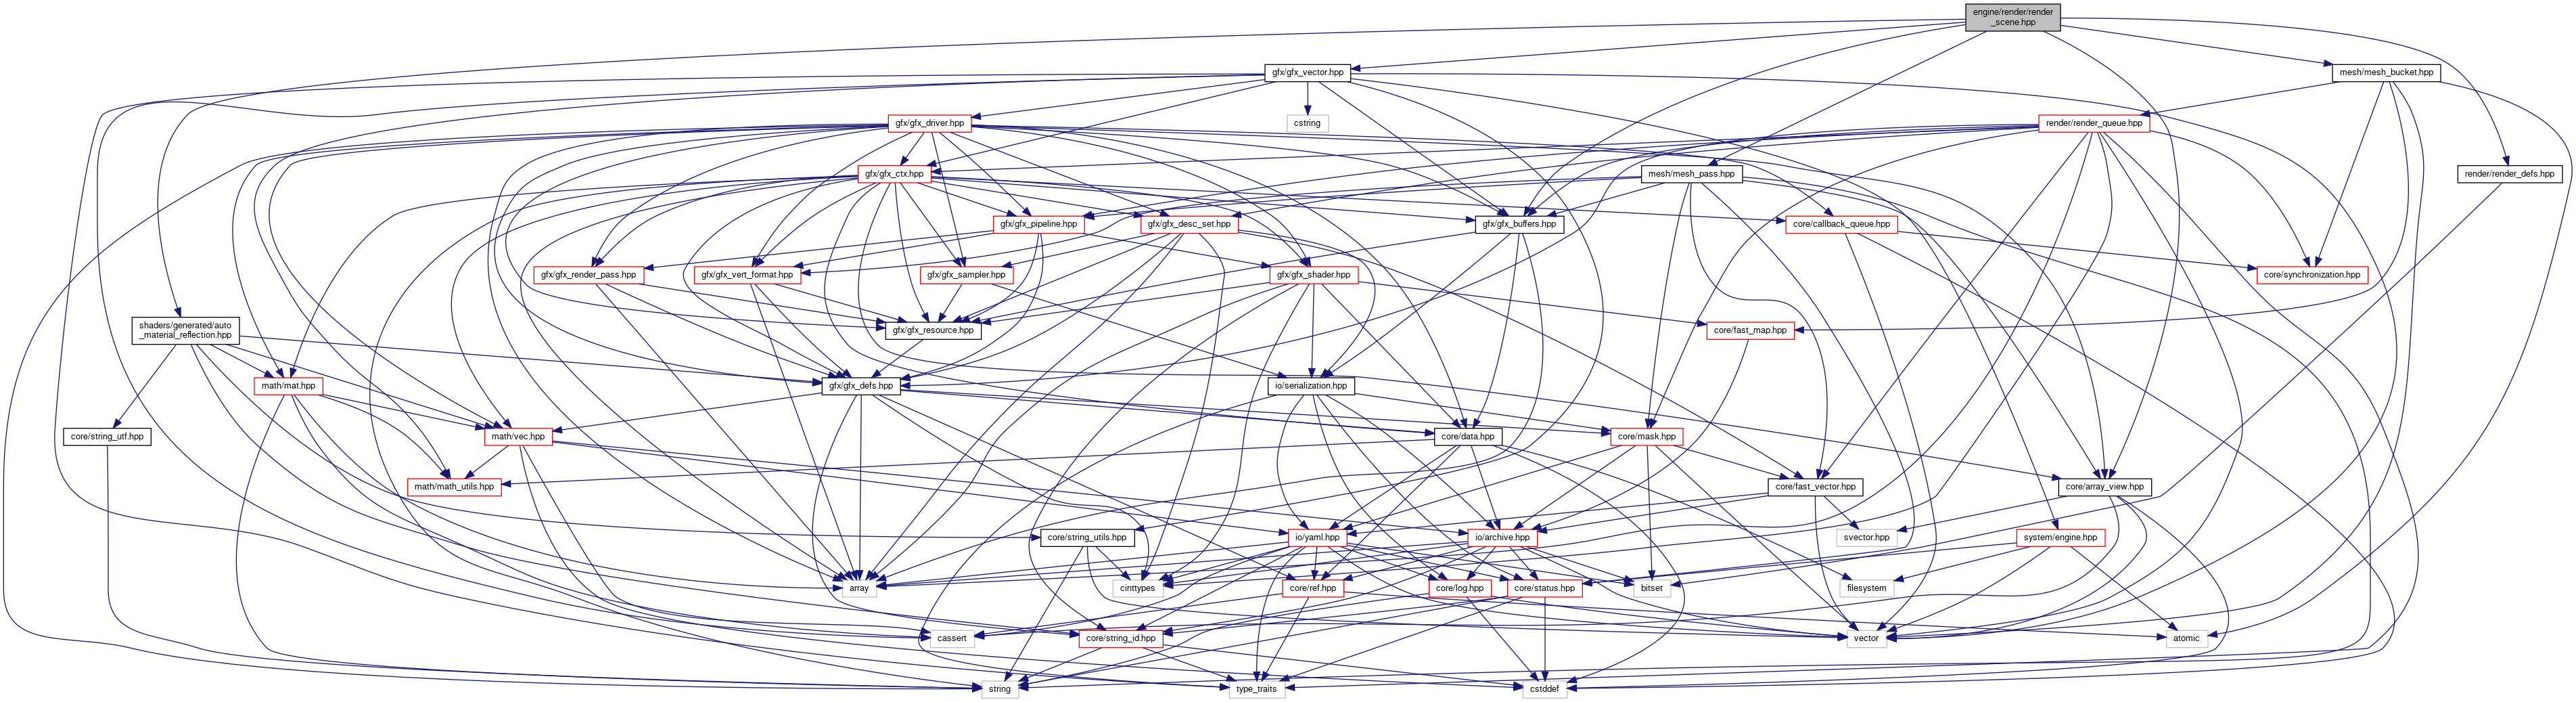 engine/render/render
_scene.hpp
gfx/gfx_vector.hpp
mesh/mesh_bucket.hpp
gfx/gfx_driver.hpp
cstring
render/render_queue.hpp
gfx/gfx_ctx.hpp
mesh/mesh_pass.hpp
render/render_defs.hpp
gfx/gfx_pipeline.hpp
gfx/gfx_desc_set.hpp
gfx/gfx_buffers.hpp
core/callback_queue.hpp
gfx/gfx_render_pass.hpp
gfx/gfx_vert_format.hpp
gfx/gfx_sampler.hpp
gfx/gfx_shader.hpp
core/synchronization.hpp
shaders/generated/auto
_material_reflection.hpp
gfx/gfx_resource.hpp
core/fast_map.hpp
math/mat.hpp
gfx/gfx_defs.hpp
io/serialization.hpp
core/string_utf.hpp
math/vec.hpp
core/data.hpp
core/mask.hpp
math/math_utils.hpp
core/fast_vector.hpp
core/array_view.hpp
core/string_utils.hpp
io/yaml.hpp
io/archive.hpp
svector.hpp
system/engine.hpp
array
cinttypes
core/ref.hpp
core/log.hpp
core/status.hpp
bitset
filesystem
cassert
core/string_id.hpp
vector
atomic
string
type_traits
cstddef